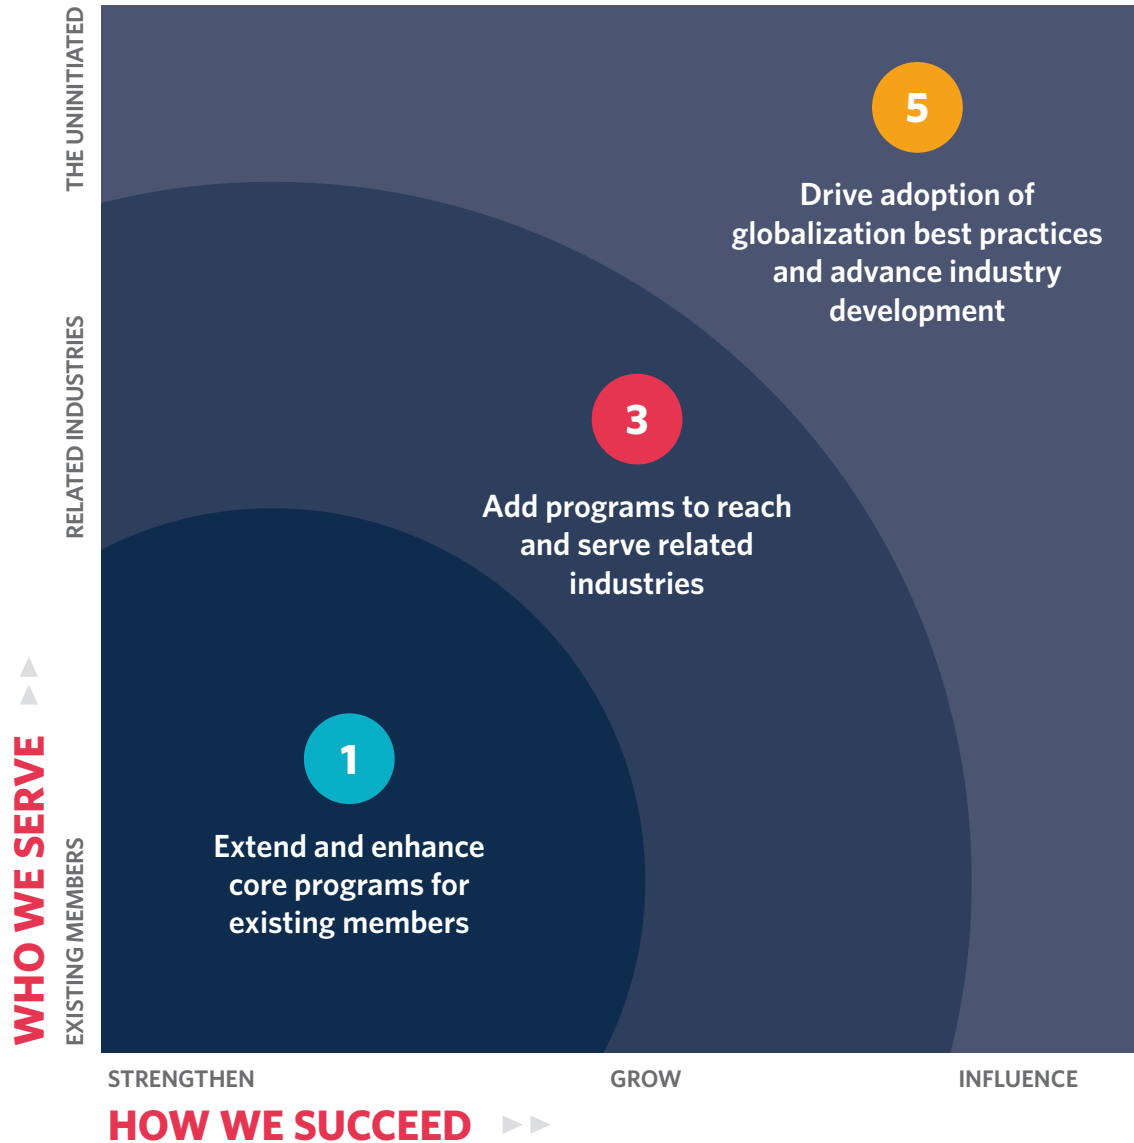 THE UNINITIATED
RELATED INDUSTRIES
EXISTING MEMBERS
WHO WE SERVE
5
Drive adoption of
globalization best practices
and advance industry
development
3
Add programs to reach
and serve related
industries
1
Extend and enhance
core programs for
existing members
STRENGTHEN
GROW
INFLUENCE
HOW WE SUCCEED